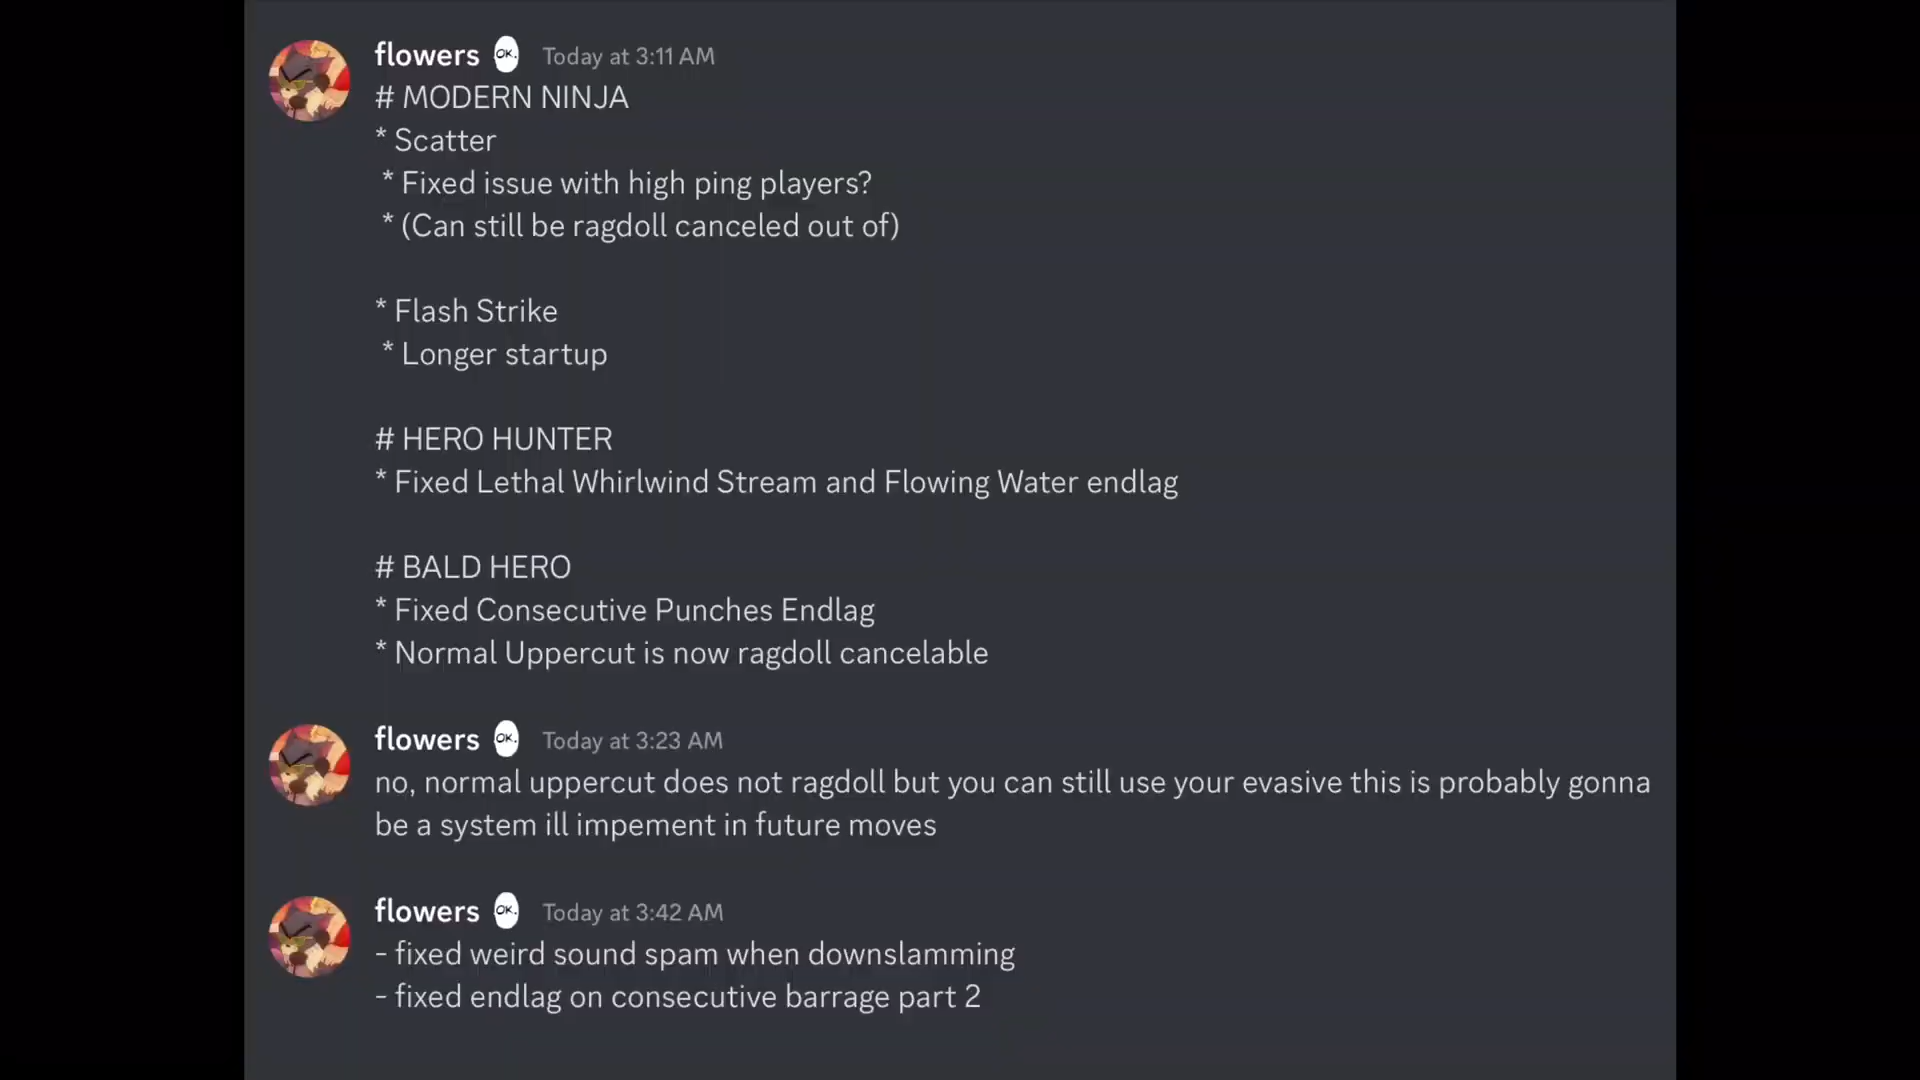 flowers OK. Today at 3:11 AM
# MODERN NINJA
* Scatter
* Fixed issue with high ping players?
* (Can still be ragdoll canceled out of)
* Flash Strike
* Longer startup
# HERO HUNTER
* Fixed Lethal Whirlwind Stream and Flowing Water endlag
# BALD HERO
* Fixed Consecutive Punches Endlag
* Normal Uppercut is now ragdoll cancelable
flowers OK. Today at 3:23 AM
no, normal uppercut does not ragdoll but you can still use your evasive this is probably gonna
be a system ill impement in future moves
flowers OK. Today at 3:42 AM
- fixed weird sound spam when downslamming
- fixed endlag on consecutive barrage part 2